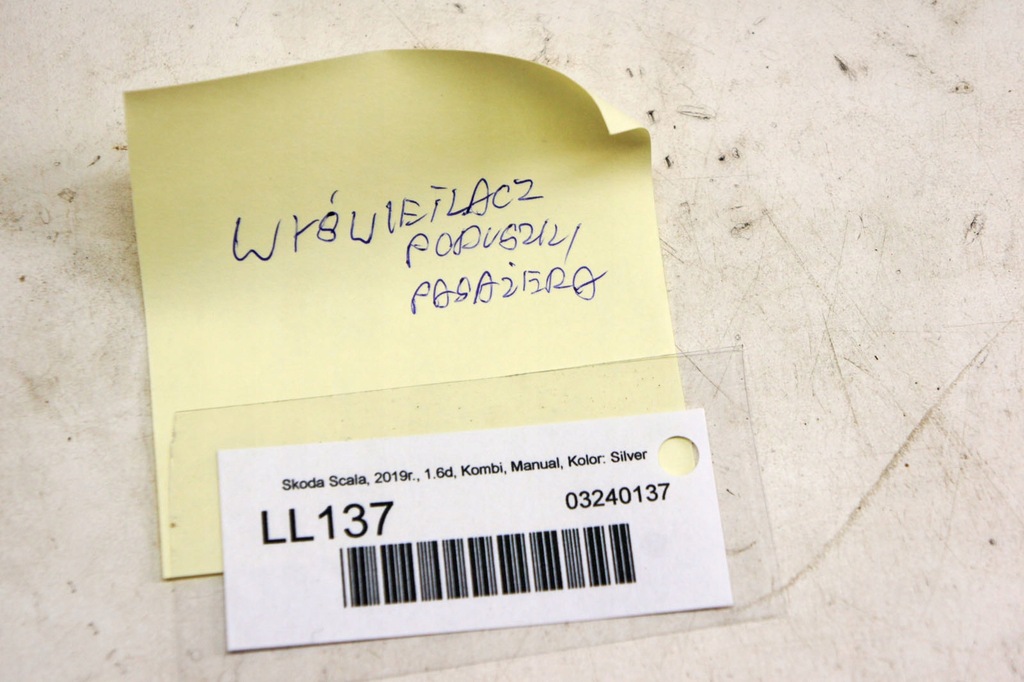 WYŚWIETLACZ
PODUSZKI
PASAŻERA
Skoda Scala, 2019r., 1.6d, Kombi, Manual, Kolor: Silver
LL137
03240137